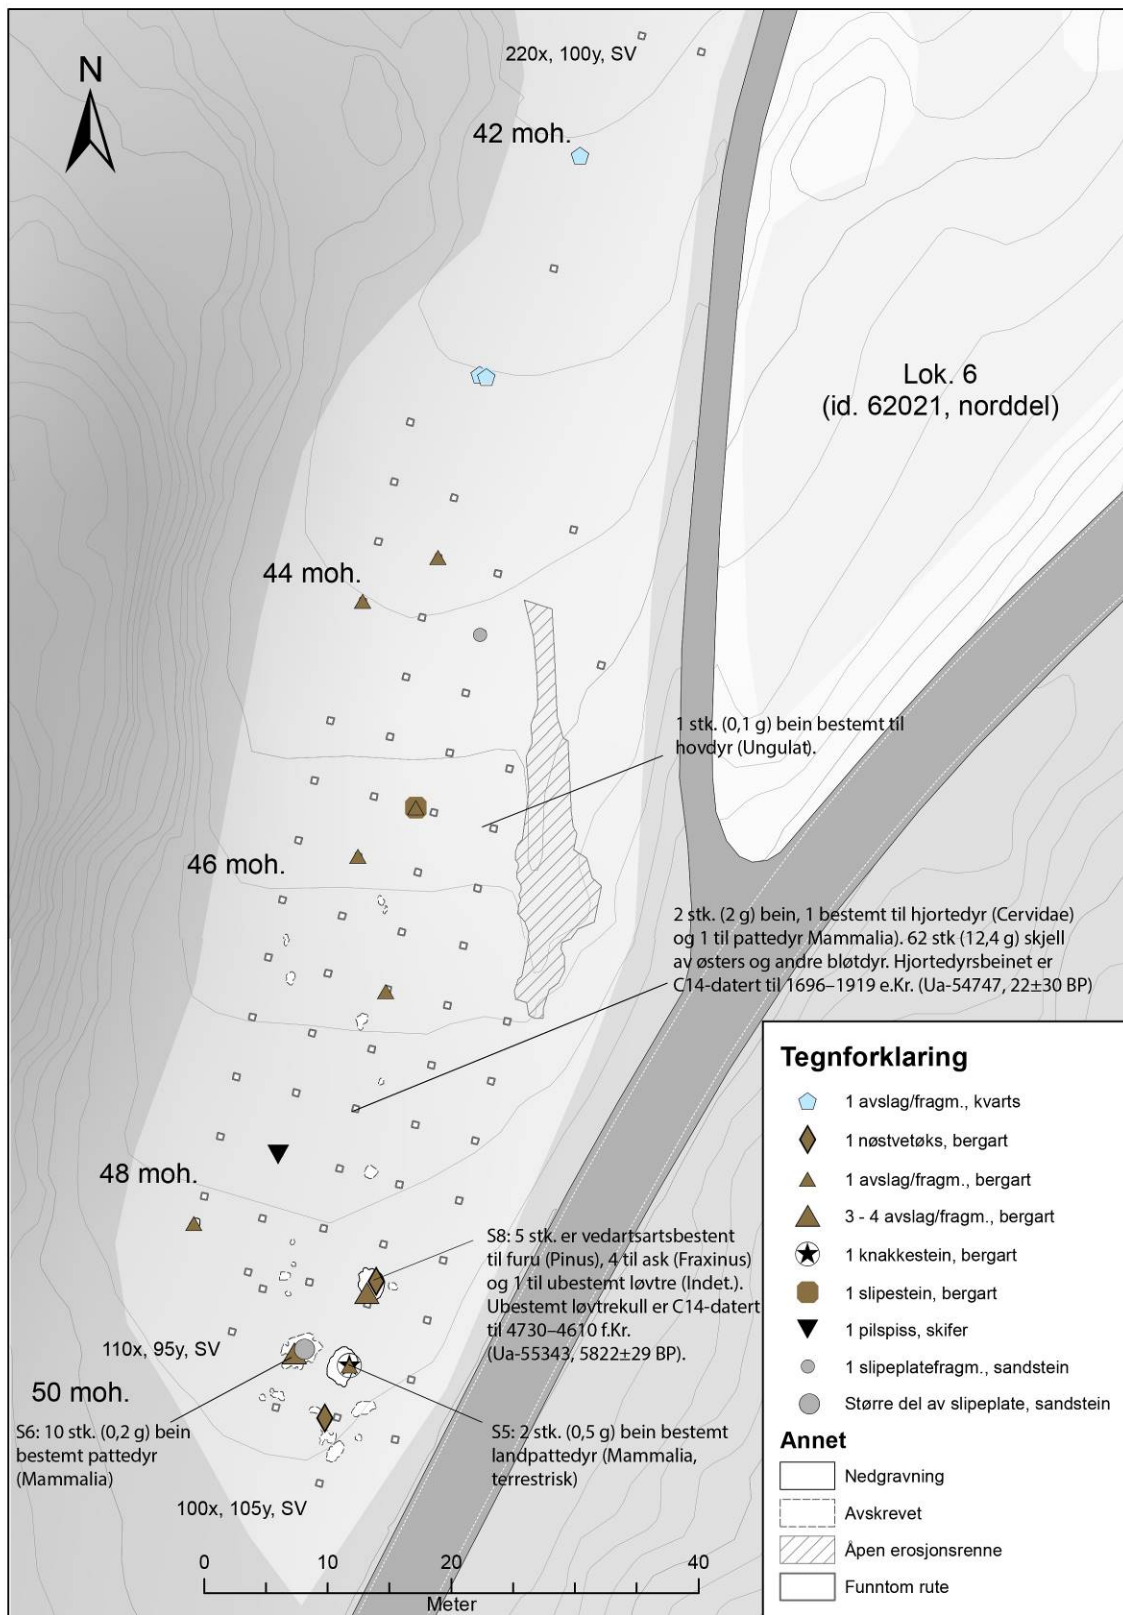 220x, 100y, SV
N
42 moh.
Lok. 6
(id. 62021, norddel)
44 moh.
1 stk. (0,1 g) bein bestemt til
hovdyr (Ungulat).
46 moh.
2 stk. (2 g) bein, 1 bestemt til hjortedyr (Cervidae)
og 1 til pattedyr Mammalia). 62 stk (12,4 g) skjell
av østers og andre bløtdyr. Hjortedyrsbeinet er
C14-datert til 1696–1919 e.Kr. (Ua-54747, 22±30 BP)
48 moh.
S8: 5 stk. er vedartsartsbestent
til furu (Pinus), 4 til ask (Fraxinus)
og 1 til ubestemt løvtre (Indet.).
Ubestemt løvtrekull er C14-datert
til 4730–4610 f.Kr.
(Ua-55343, 5822±29 BP).
110x, 95y, SV
50 moh.
S6: 10 stk. (0,2 g) bein
bestemt pattedyr
(Mammalia)
S5: 2 stk. (0,5 g) bein bestemt
landpattedyr (Mammalia,
terrestrisk)
100x, 105y, SV
0 10 20 40
Meter
Tegnforklaring
1 avslag/fragm., kvarts
1 nøstvetøks, bergart
1 avslag/fragm., bergart
3 - 4 avslag/fragm., bergart
1 knakkestein, bergart
1 slipestein, bergart
1 pilspiss, skifer
1 slipeplatefragm., sandstein
Større del av slipeplate, sandstein
Annet
Nedgravning
Avskrevet
Åpen erosjonsrenne
Funntom rute